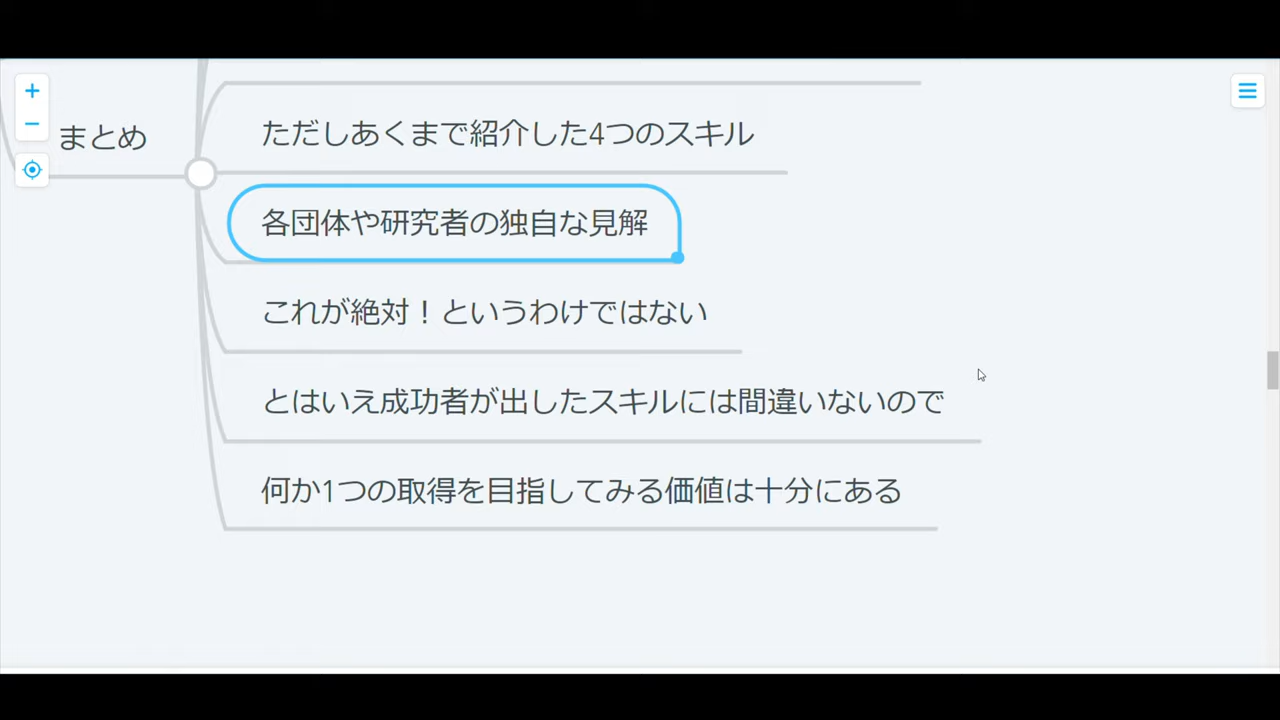 まとめ
ただしあくまで紹介した4つのスキル
各団体や研究者の独自な見解
これが絶対！というわけではない
とはいえ成功者が出したスキルには間違いないので
何か1つの取得を目指してみる価値は十分にある